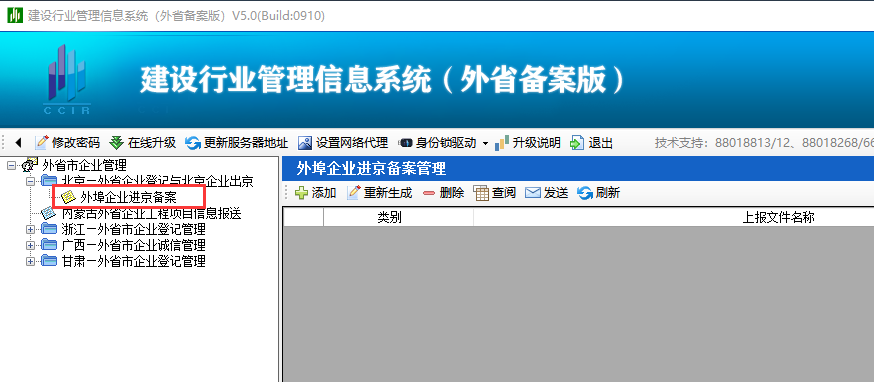 建设行业管理信息系统（外省备案版）V5.0(Build:0910)
建设行业管理信息系统（外省备案版）
CCIR
修改密码 在线升级 更新服务器地址 设置网络代理 身份锁驱动 升级说明 退出 技术支持：88018813/12、88018268/66
外省市企业管理
北京－外省企业登记与北京企业出京
外埠企业进京备案
内蒙古外省企业工程项目信息报送
浙江－外省市企业登记管理
广西－外省市企业诚信管理
甘肃－外省市企业登记管理
外埠企业进京备案管理
添加 重新生成 删除 查阅 发送 刷新
类别 上报文件名称